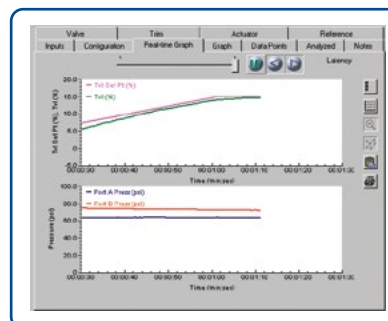 Valve Trim Actuator Reference
Inputs Configuration Real-time Graph Graph Data Points Analyzed Notes
Latency
Tvl Set Pt (%), Tvl (%)
Tvl Set Pt (%)
Tvl (%)
20.0
15.0
10.0
5.0
0
-5.0
00:00:30 00:00:40 00:00:50 00:01:00 00:01:10 00:01:20 00:01:30
Time (min:sec)
Pressure (psi)
Port A Press (psi)
Port B Press (psi)
100.0
80.0
60.0
40.0
20.0
0.0
00:00:30 00:00:40 00:00:50 00:01:00 00:01:10 00:01:20 00:01:30
Time (min:sec)